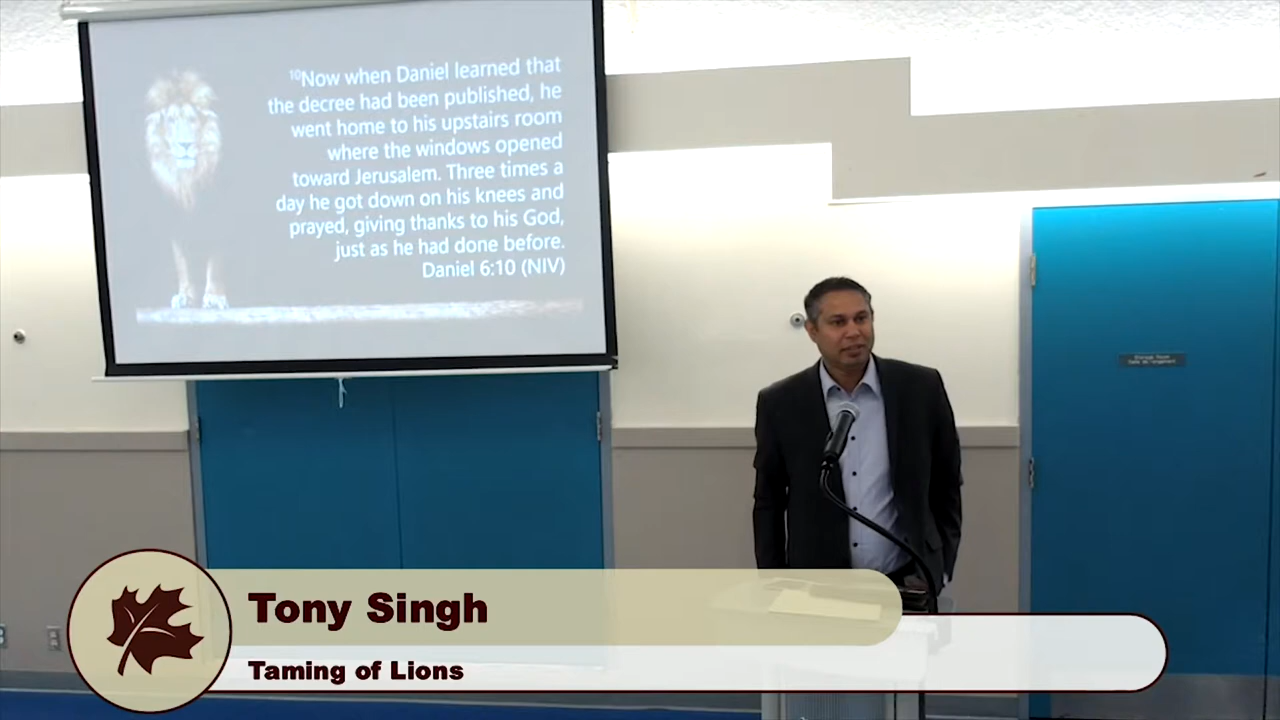 ¹⁰Now when Daniel learned that
the decree had been published, he
went home to his upstairs room
where the windows opened
toward Jerusalem. Three times a
day he got down on his knees and
prayed, giving thanks to his God,
just as he had done before.
Daniel 6:10 (NIV)
Tony Singh
Taming of Lions